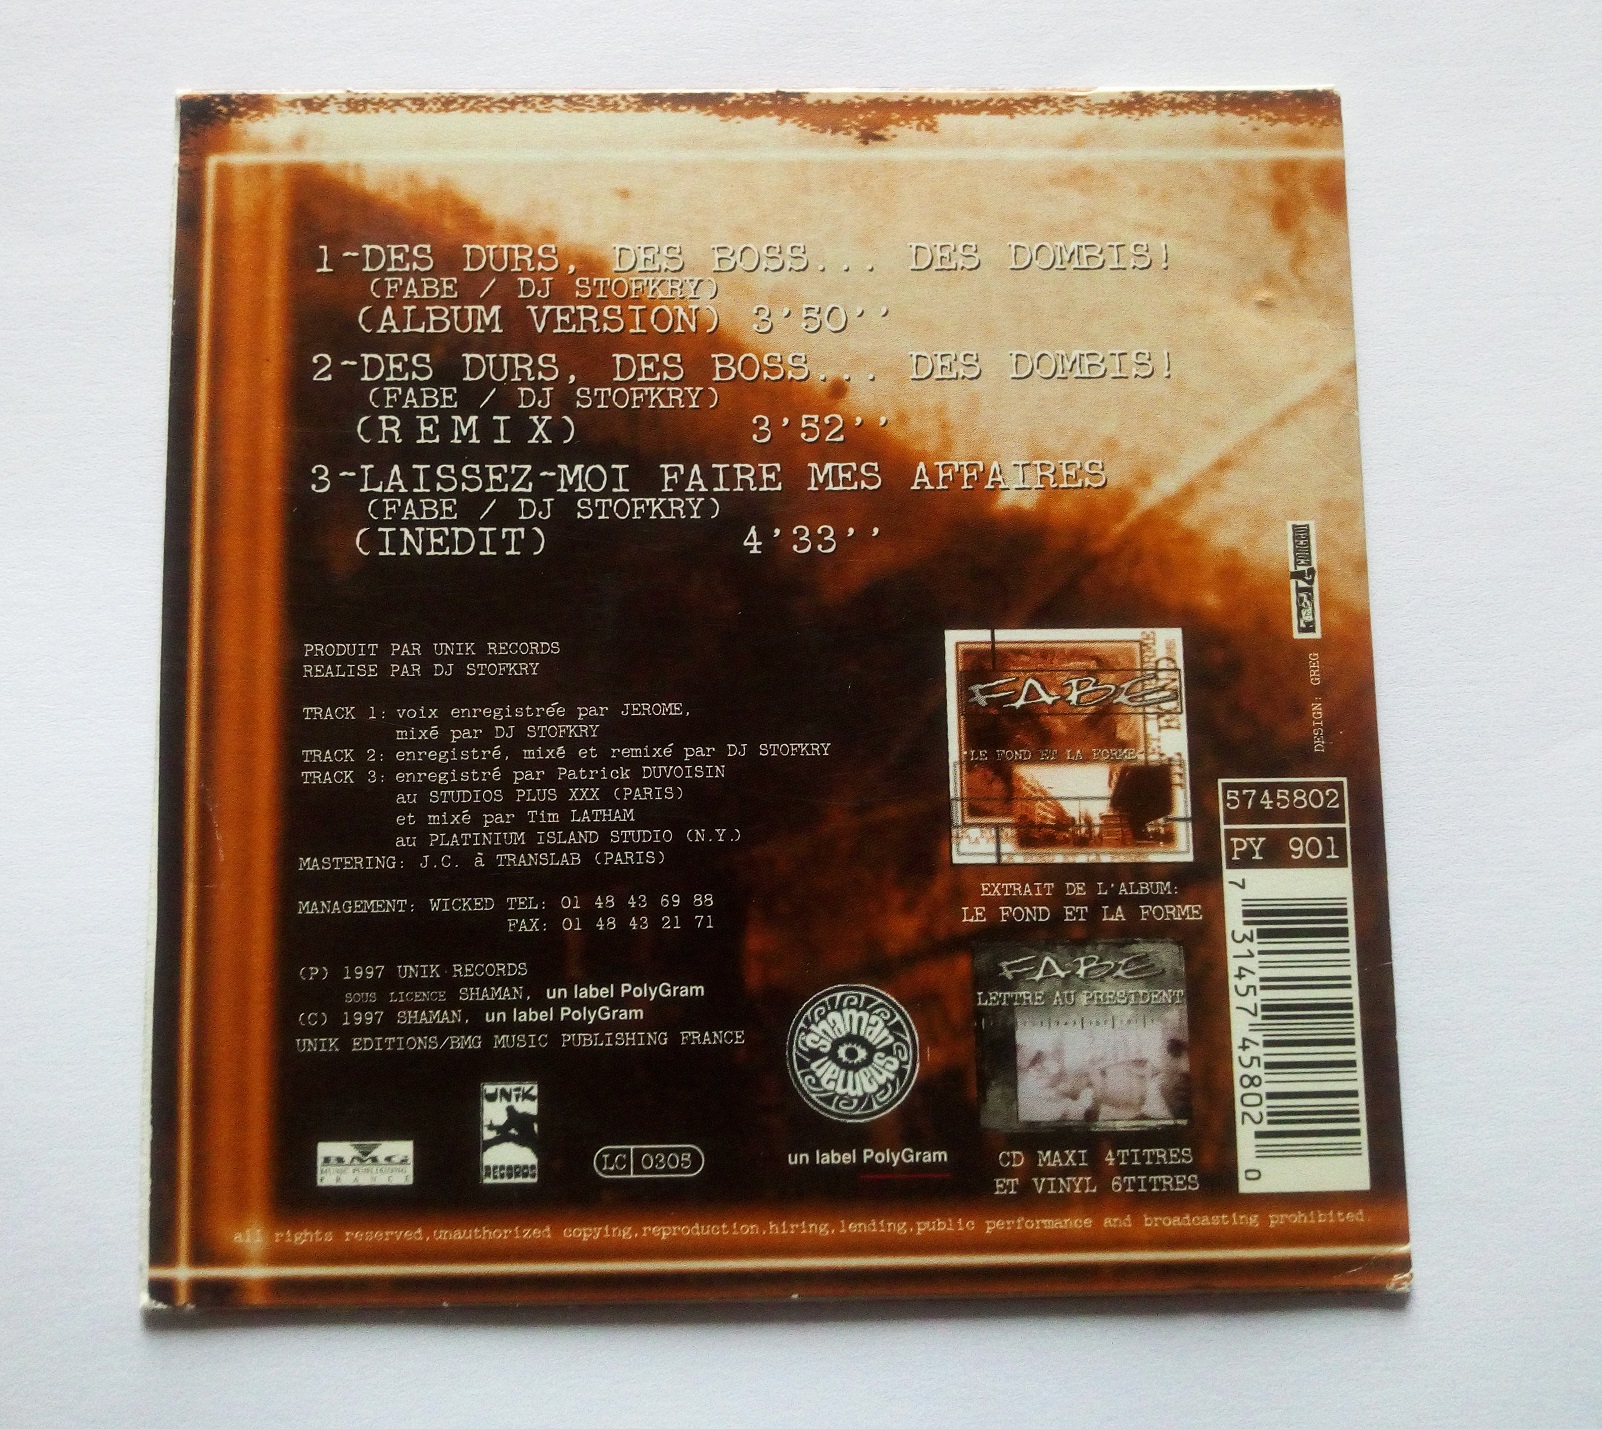 1-DES DURS, DES BOSS... DES DOMBIS!
(FABE / DJ STOFKRY)
(ALBUM VERSION) 3'50''
2-DES DURS, DES BOSS... DES DOMBIS!
(FABE / DJ STOFKRY)
(REMIX) 3'52''
3-LAISSEZ-MOI FAIRE MES AFFAIRES
(FABE / DJ STOFKRY)
(INEDIT) 4'33''
PRODUIT PAR UNIK RECORDS
REALISE PAR DJ STOFKRY
TRACK 1: voix enregistrée par JEROME,
mixé par DJ STOFKRY
TRACK 2: enregistré, mixé et remixé par DJ STOFKRY
TRACK 3: enregistré par Patrick DUVOISIN
au STUDIOS PLUS XXX (PARIS)
et mixé par Tim LATHAM
au PLATINIUM ISLAND STUDIO (N.Y.)
MASTERING: J.C. à TRANSLAB (PARIS)
MANAGEMENT: WICKED TEL: 01 48 43 69 88
FAX: 01 48 43 21 71
(P) 1997 UNIK RECORDS
SOUS LICENCE SHAMAN, un label PolyGram
(C) 1997 SHAMAN, un label PolyGram
UNIK EDITIONS/BMG MUSIC PUBLISHING FRANCE
BMG
MUSIC PUBLISHING
FRANCE
UNIK
RECORDS
LC 0305
shaman
shaman
un label PolyGram
FABE
LE FOND ET LA FORME
EXTRAIT DE L'ALBUM:
LE FOND ET LA FORME
FABE
LETTRE AU PRESIDENT
CD MAXI 4TITRES
ET VINYL 6TITRES
DESIGN: GREG
5745802
PY 901
7 31457 45802 0
all rights reserved,unauthorized copying,reproduction,hiring,lending,public performance and broadcasting prohibited